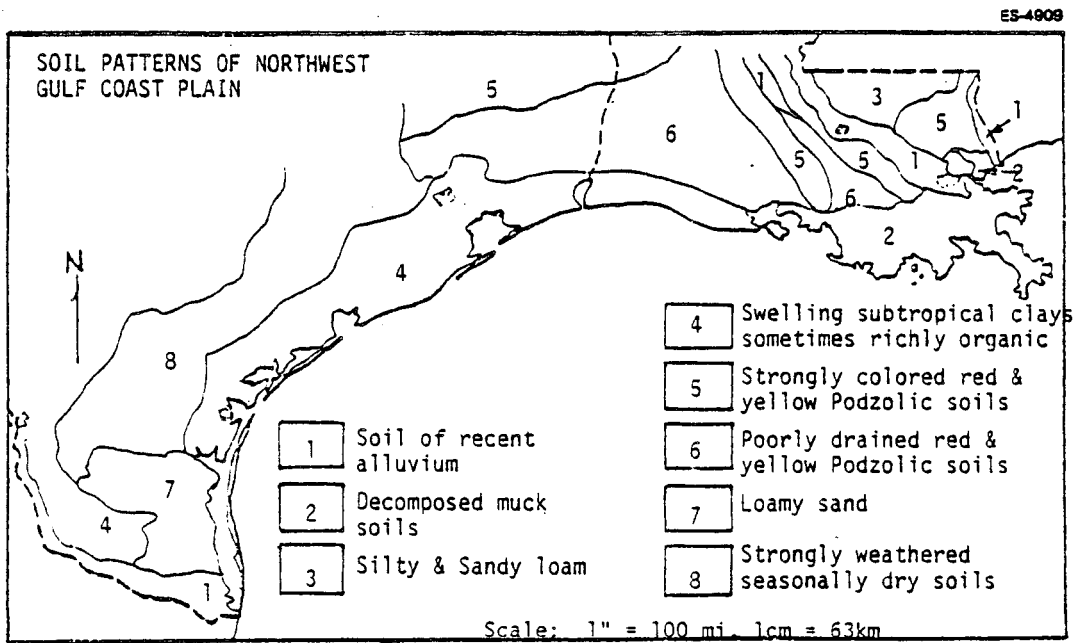 ES-4909
SOIL PATTERNS OF NORTHWEST
GULF COAST PLAIN
5
6
1
5
5
6
1
3
5
1
2
2
N
4
8
7
4
1
1 Soil of recent
alluvium
2 Decomposed muck
soils
3 Silty & Sandy loam
4 Swelling subtropical clays
sometimes richly organic
5 Strongly colored red &
yellow Podzolic soils
6 Poorly drained red &
yellow Podzolic soils
7 Loamy sand
8 Strongly weathered
seasonally dry soils
Scale: 1" = 100 mi. 1cm = 63km